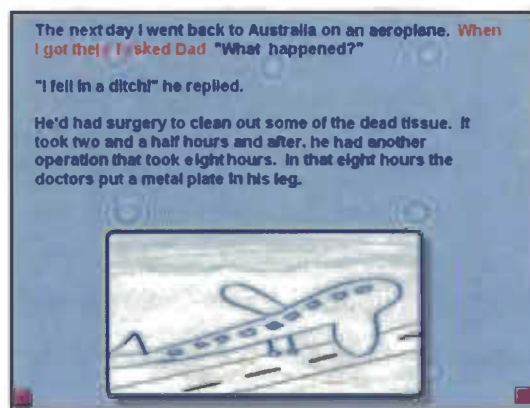 The next day I went back to Australia on an aeroplane. When
I got asked Dad "What happened?"
"I fell in a ditch!" he replied.
He'd had surgery to clean out some of the dead tissue. It
took two and a half hours and after, he had another
operation that took eight hours. In that eight hours the
doctors put a metal plate in his leg.